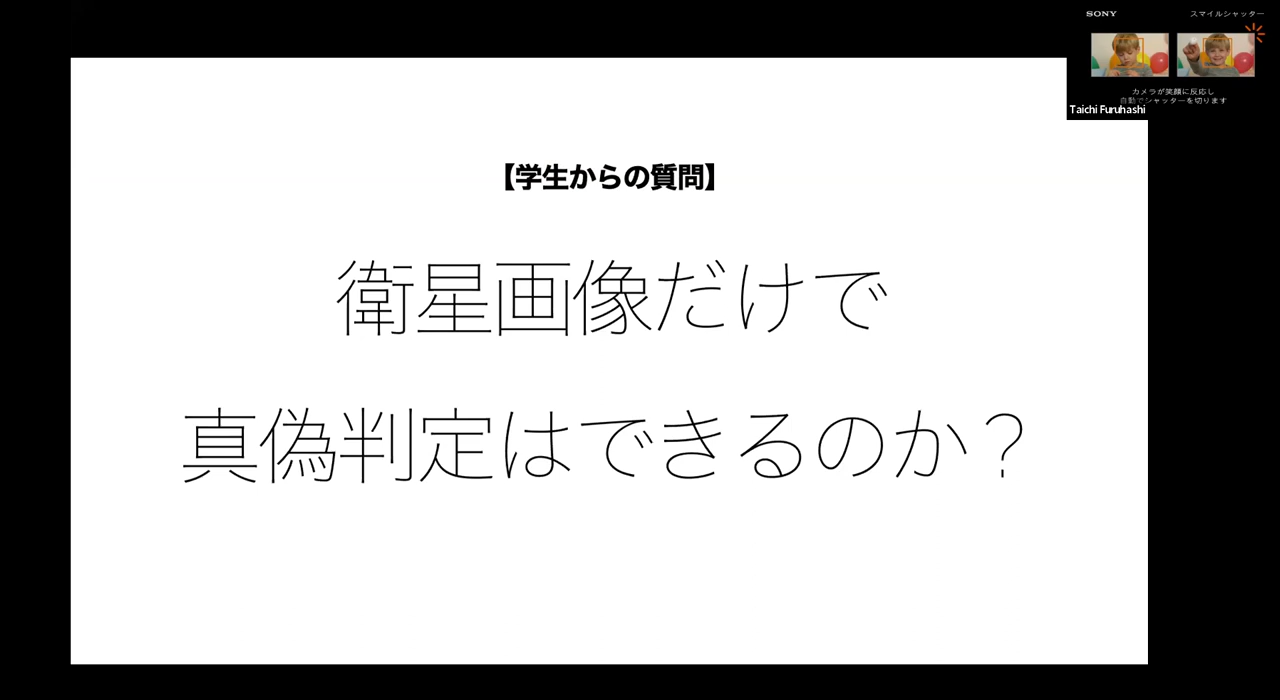 SONY
スマイルシャッター
カメラが笑顔に反応し
自動でシャッターを切ります
Taichi Furuhashi
【学生からの質問】
衛星画像だけで
真偽判定はできるのか？